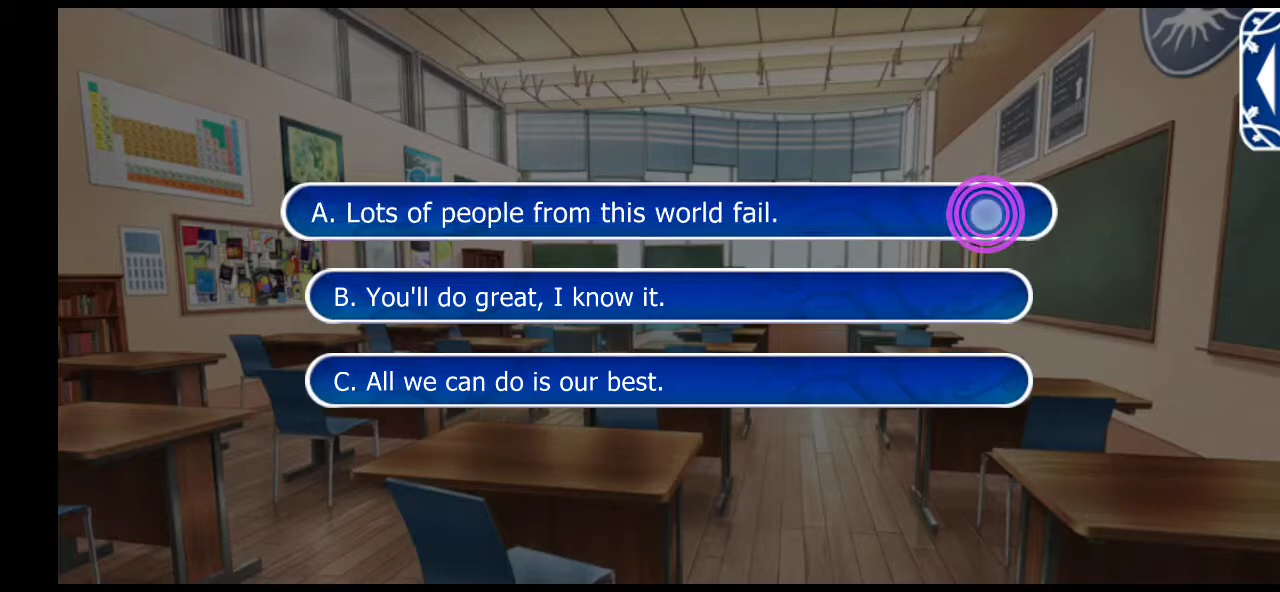 A. Lots of people from this world fail.
B. You'll do great, I know it.
C. All we can do is our best.